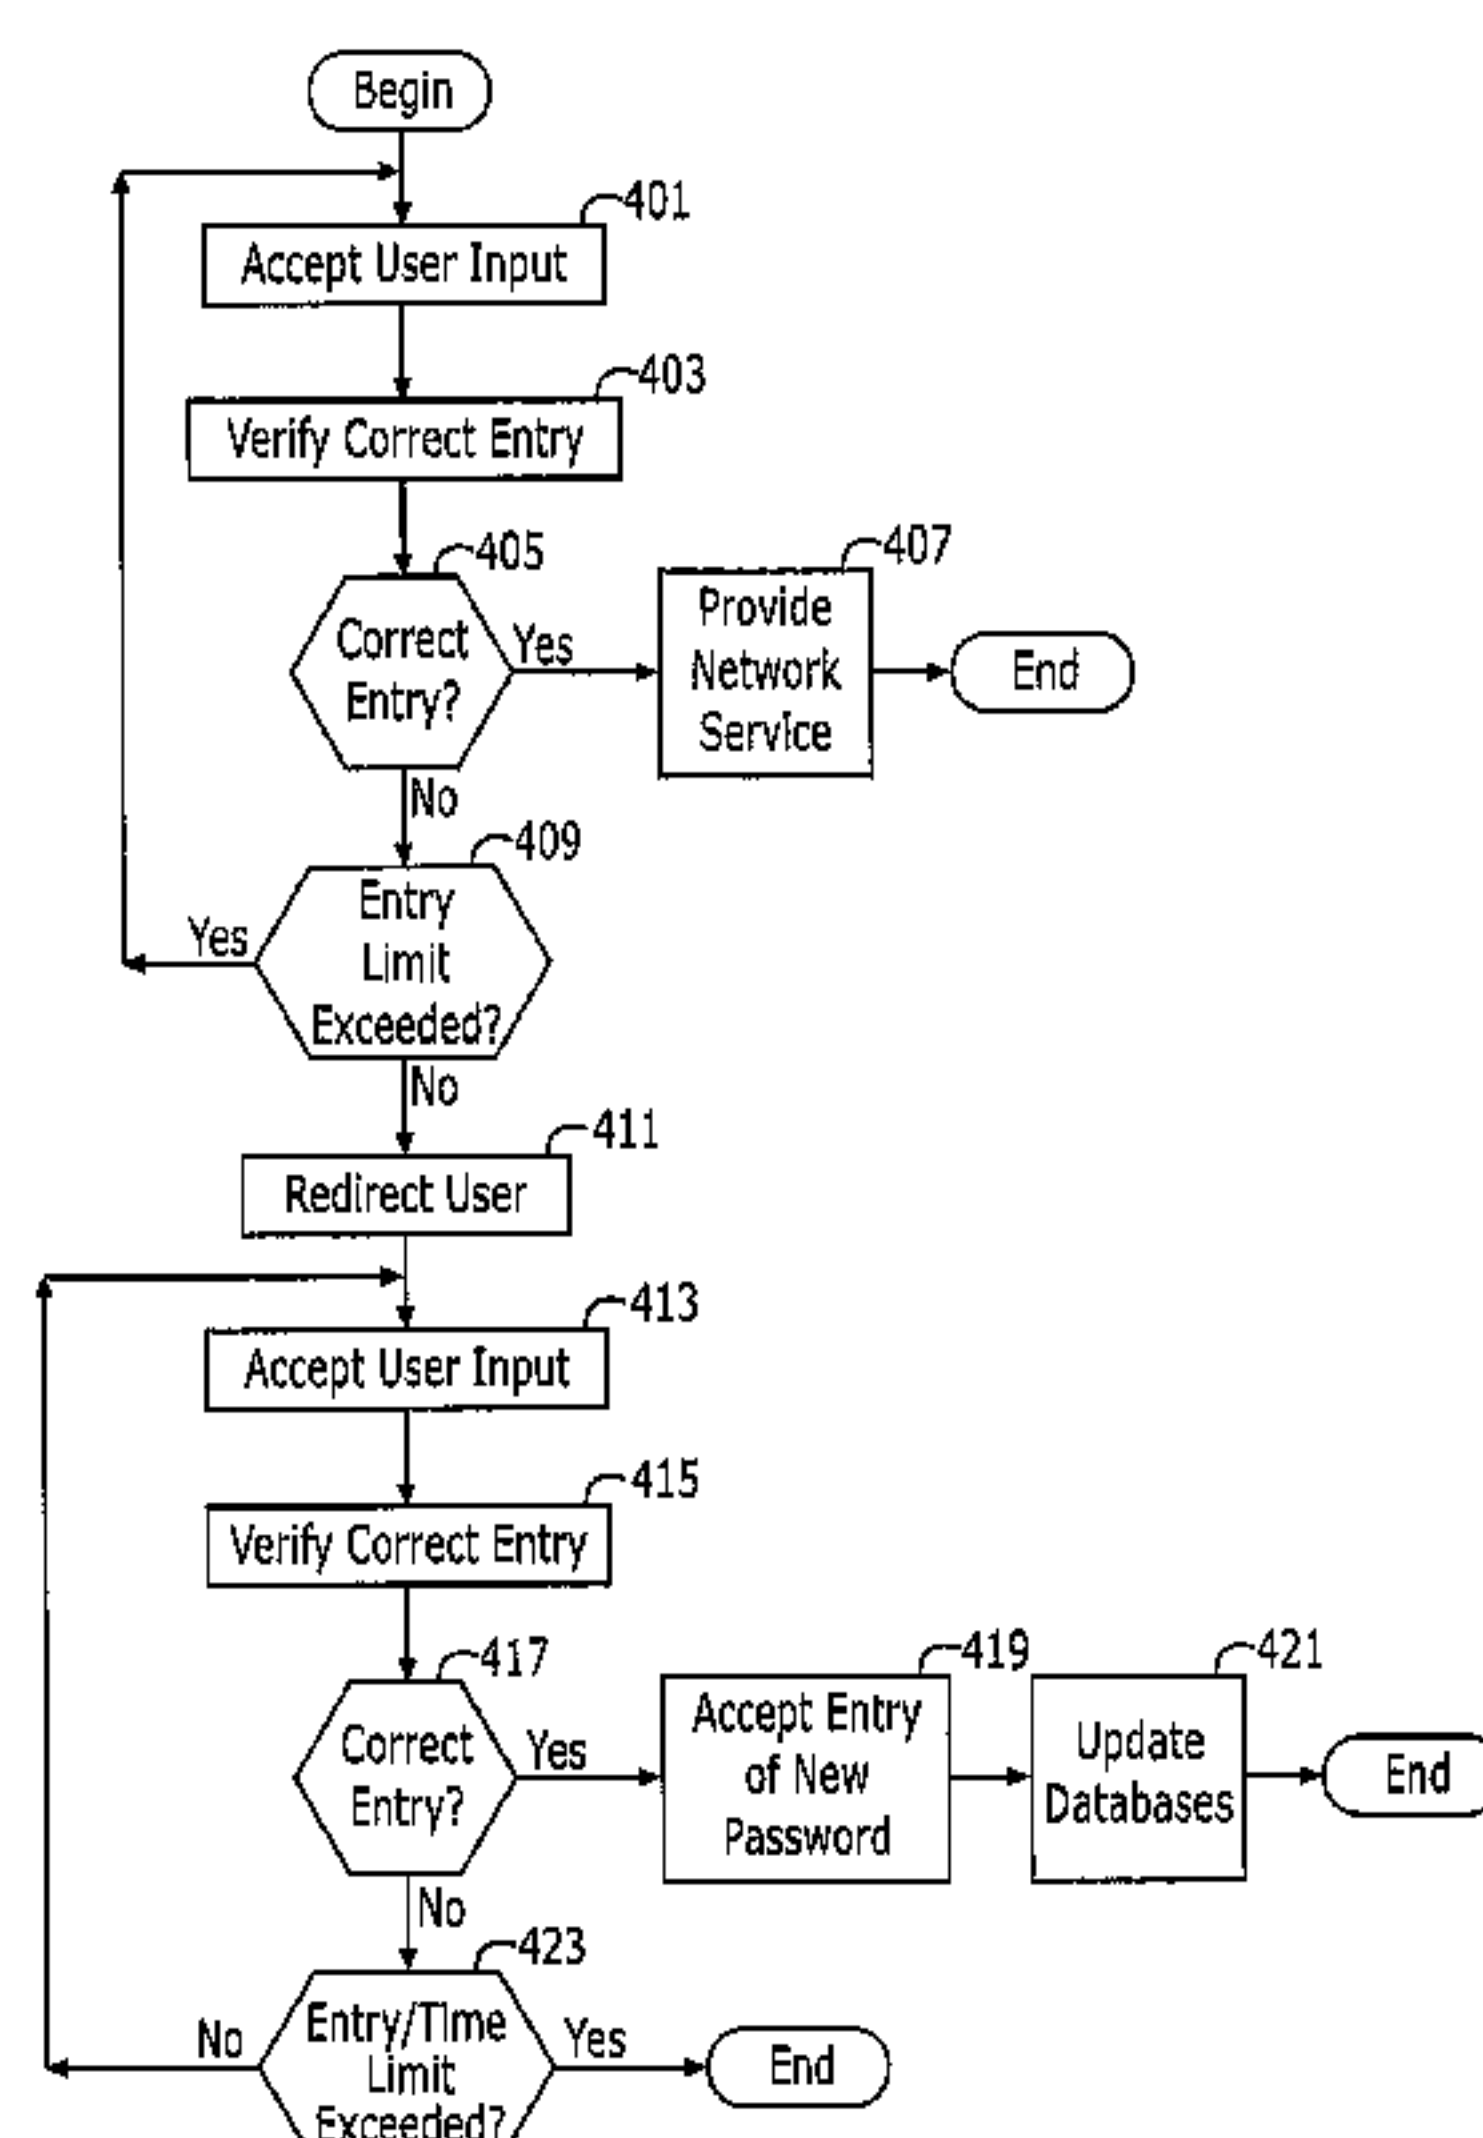 Begin
401
Accept User Input
403
Verify Correct Entry
405
Correct
Entry?
Yes
407
Provide
Network
Service
End
No
409
Entry
Limit
Exceeded?
Yes
No
411
Redirect User
413
Accept User Input
415
Verify Correct Entry
417
Correct
Entry?
Yes
419
Accept Entry
of New
Password
421
Update
Databases
End
No
423
Entry/Time
Limit
Exceeded?
No
Yes
End